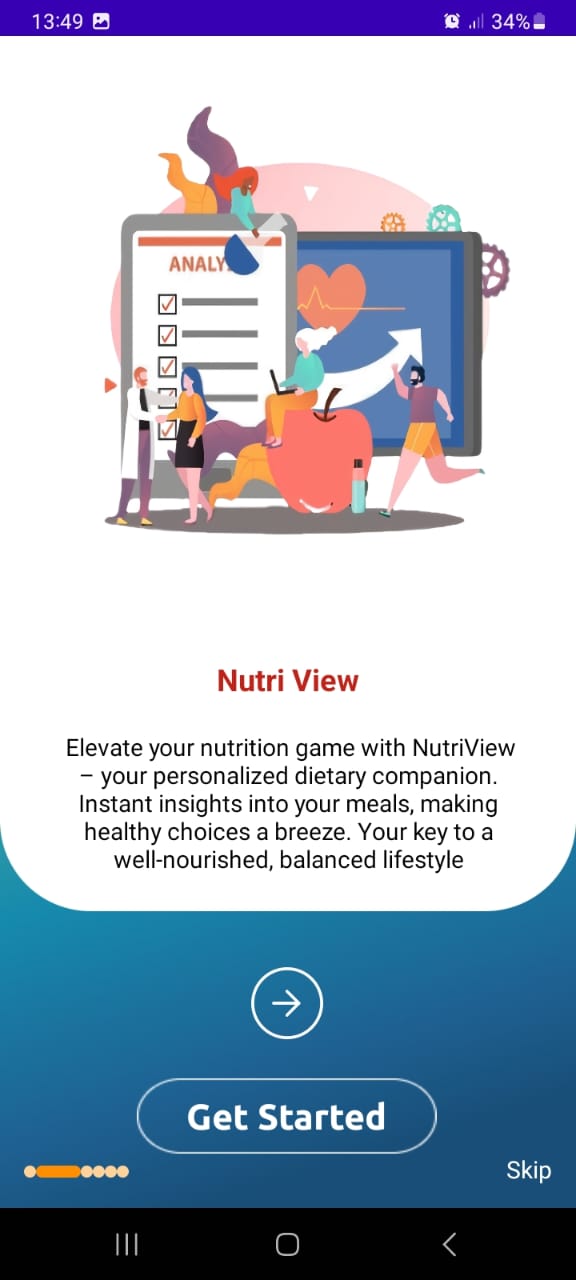 13:49 34%
ANALY
Nutri View
Elevate your nutrition game with NutriView
– your personalized dietary companion.
Instant insights into your meals, making
healthy choices a breeze. Your key to a
well-nourished, balanced lifestyle
Get Started
Skip